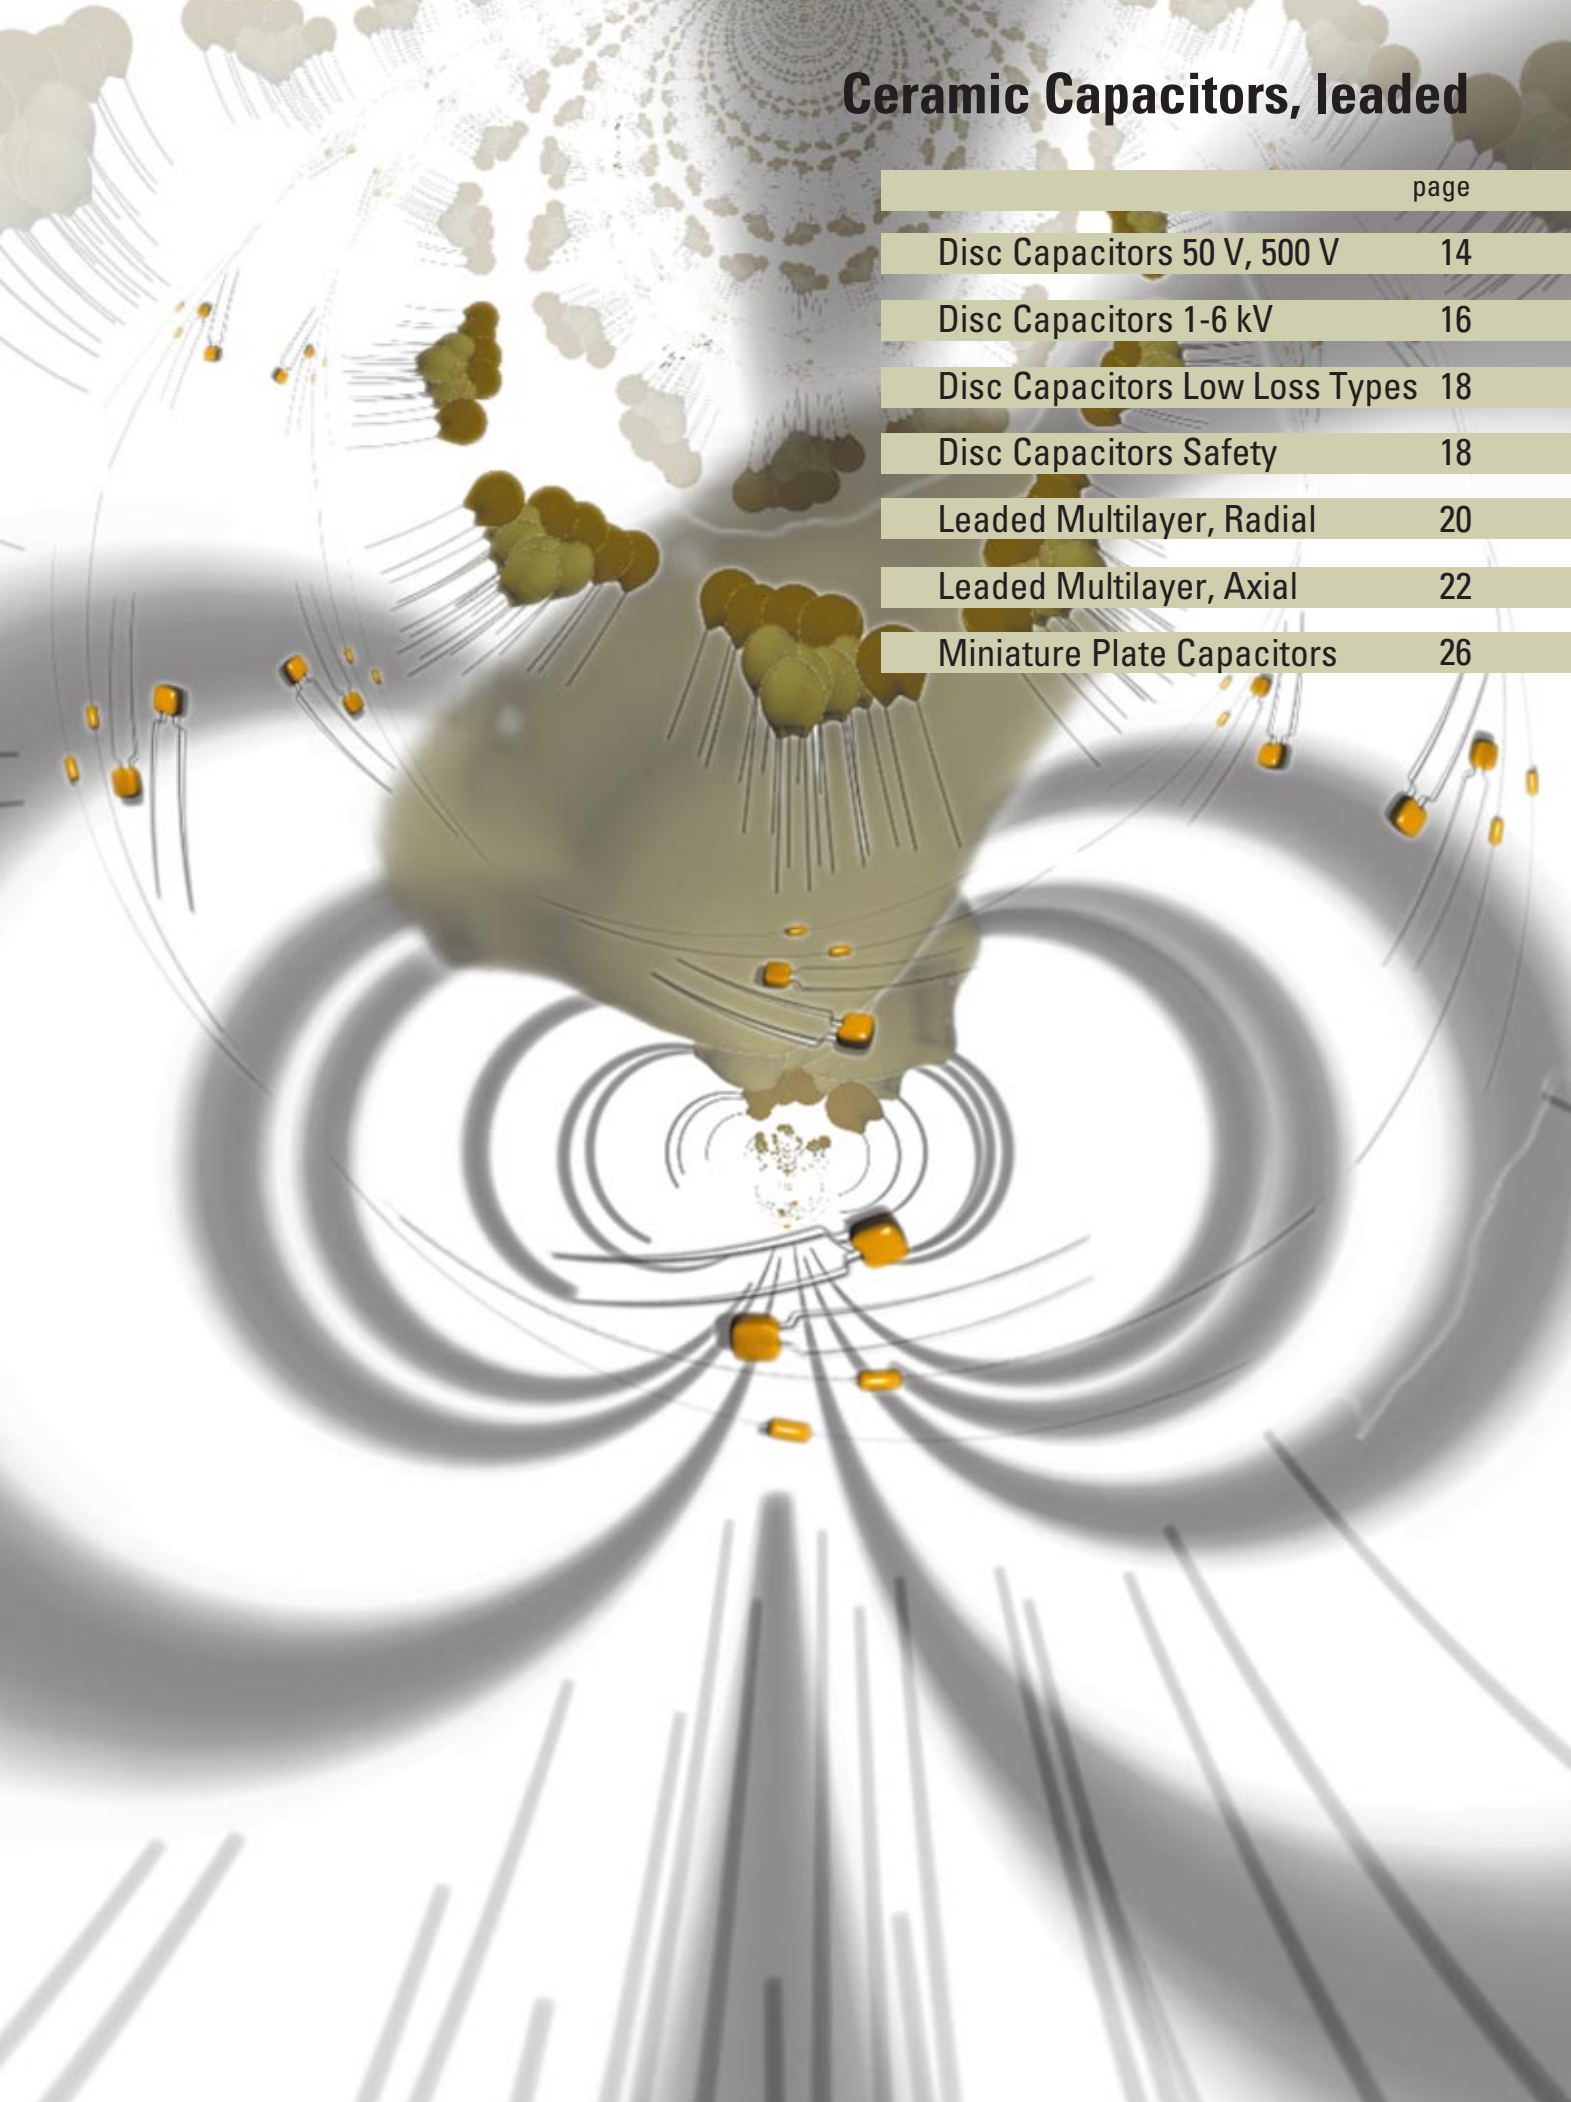 Ceramic Capacitors, leaded
page
Disc Capacitors 50 V, 500 V 14
Disc Capacitors 1-6 kV 16
Disc Capacitors Low Loss Types 18
Disc Capacitors Safety 18
Leaded Multilayer, Radial 20
Leaded Multilayer, Axial 22
Miniature Plate Capacitors 26